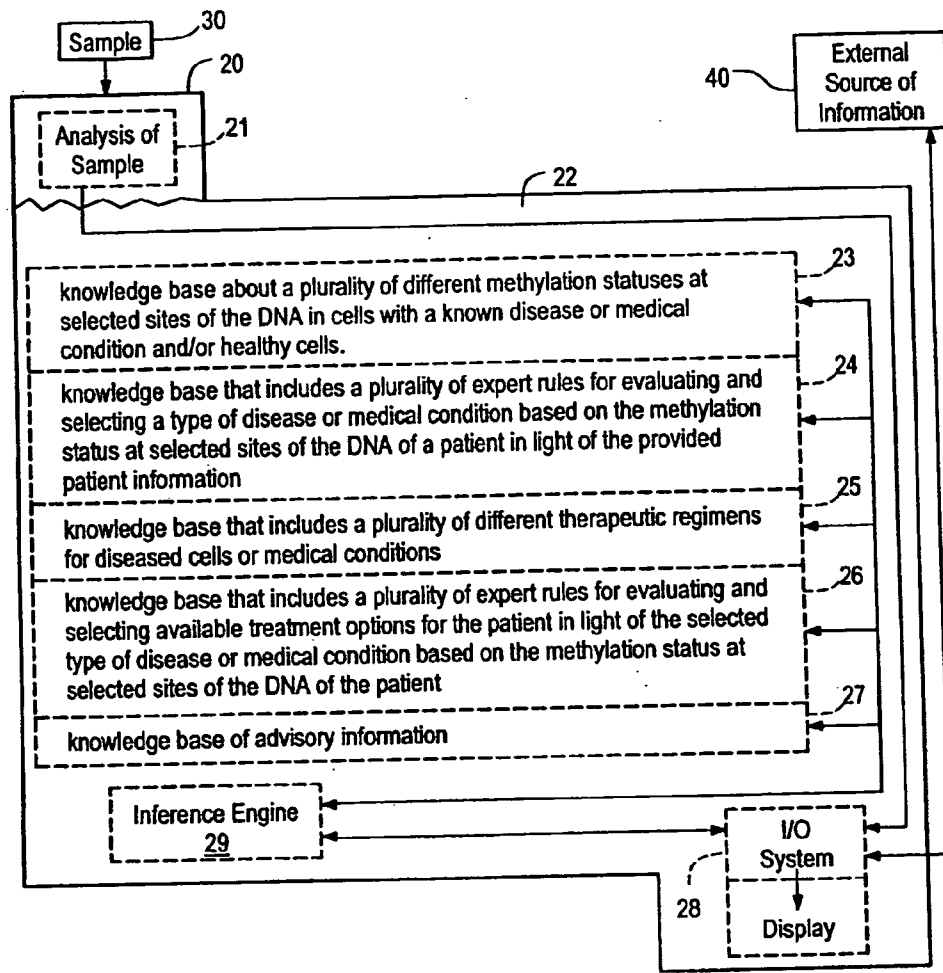 30
Sample
20
External
Source of
Information
40
Analysis of
Sample
21
22
23
knowledge base about a plurality of different methylation statuses at
selected sites of the DNA in cells with a known disease or medical
condition and/or healthy cells.
24
knowledge base that includes a plurality of expert rules for evaluating and
selecting a type of disease or medical condition based on the methylation
status at selected sites of the DNA of a patient in light of the provided
patient information
25
knowledge base that includes a plurality of different therapeutic regimens
for diseased cells or medical conditions
26
knowledge base that includes a plurality of expert rules for evaluating and
selecting available treatment options for the patient in light of the selected
type of disease or medical condition based on the methylation status at
selected sites of the DNA of the patient
27
knowledge base of advisory information
Inference Engine
29
I/O
System
28
Display